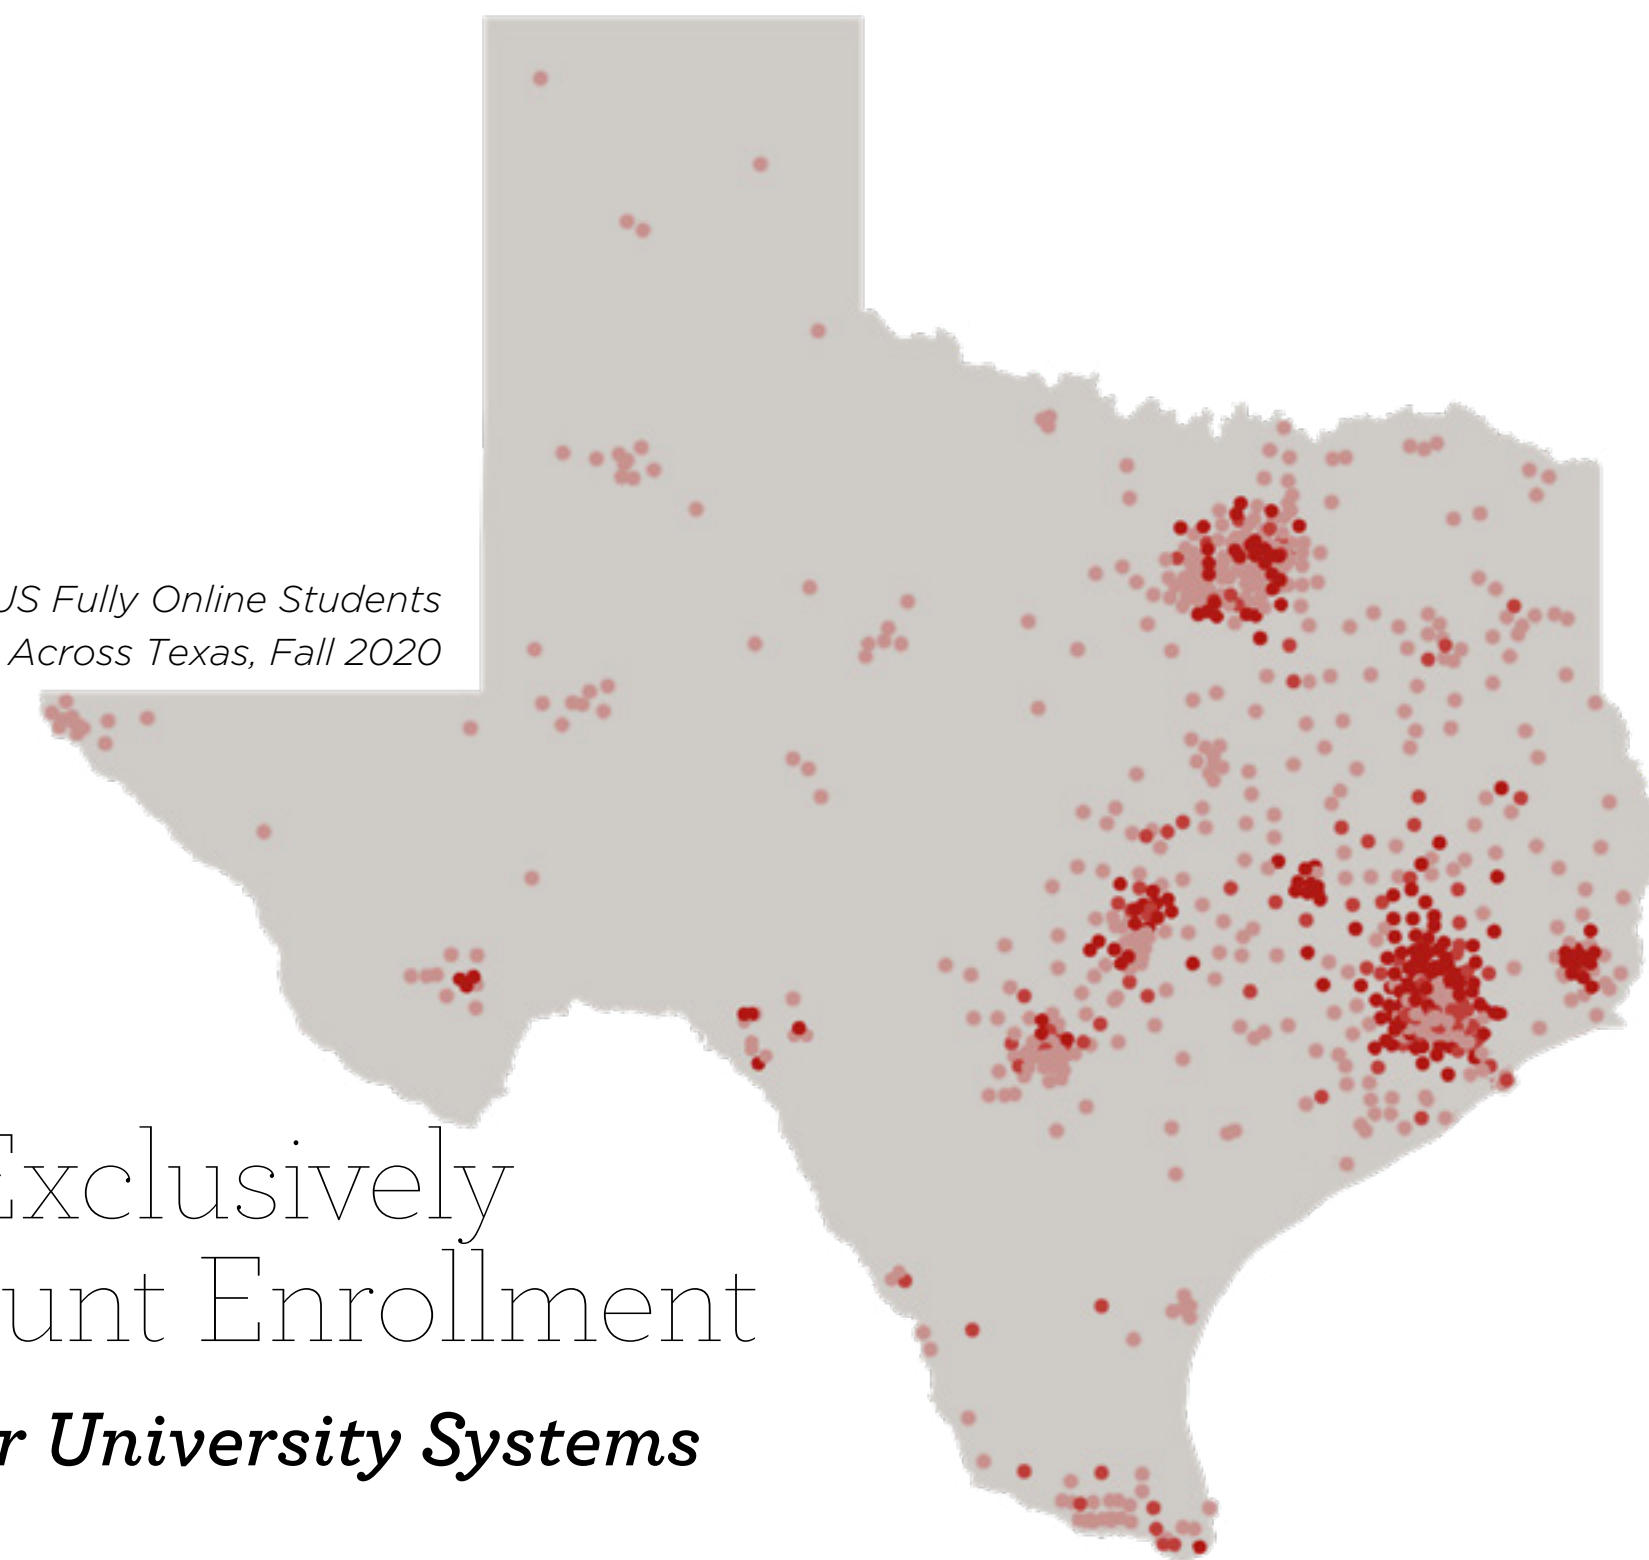 US Fully Online Students
Across Texas, Fall 2020
Exclusively
unt Enrollment
r University Systems